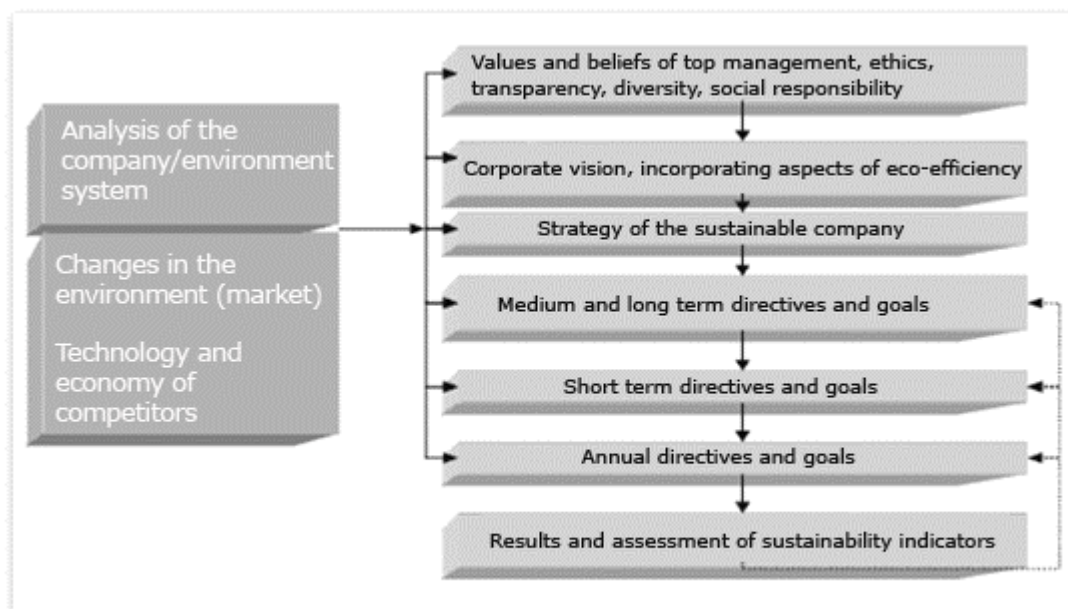 Analysis of the
company/environment
system
Changes in the
environment (market)
Technology and
economy of
competitors
Values and beliefs of top management, ethics,
transparency, diversity, social responsibility
Corporate vision, incorporating aspects of eco-efficiency
Strategy of the sustainable company
Medium and long term directives and goals
Short term directives and goals
Annual directives and goals
Results and assessment of sustainability indicators